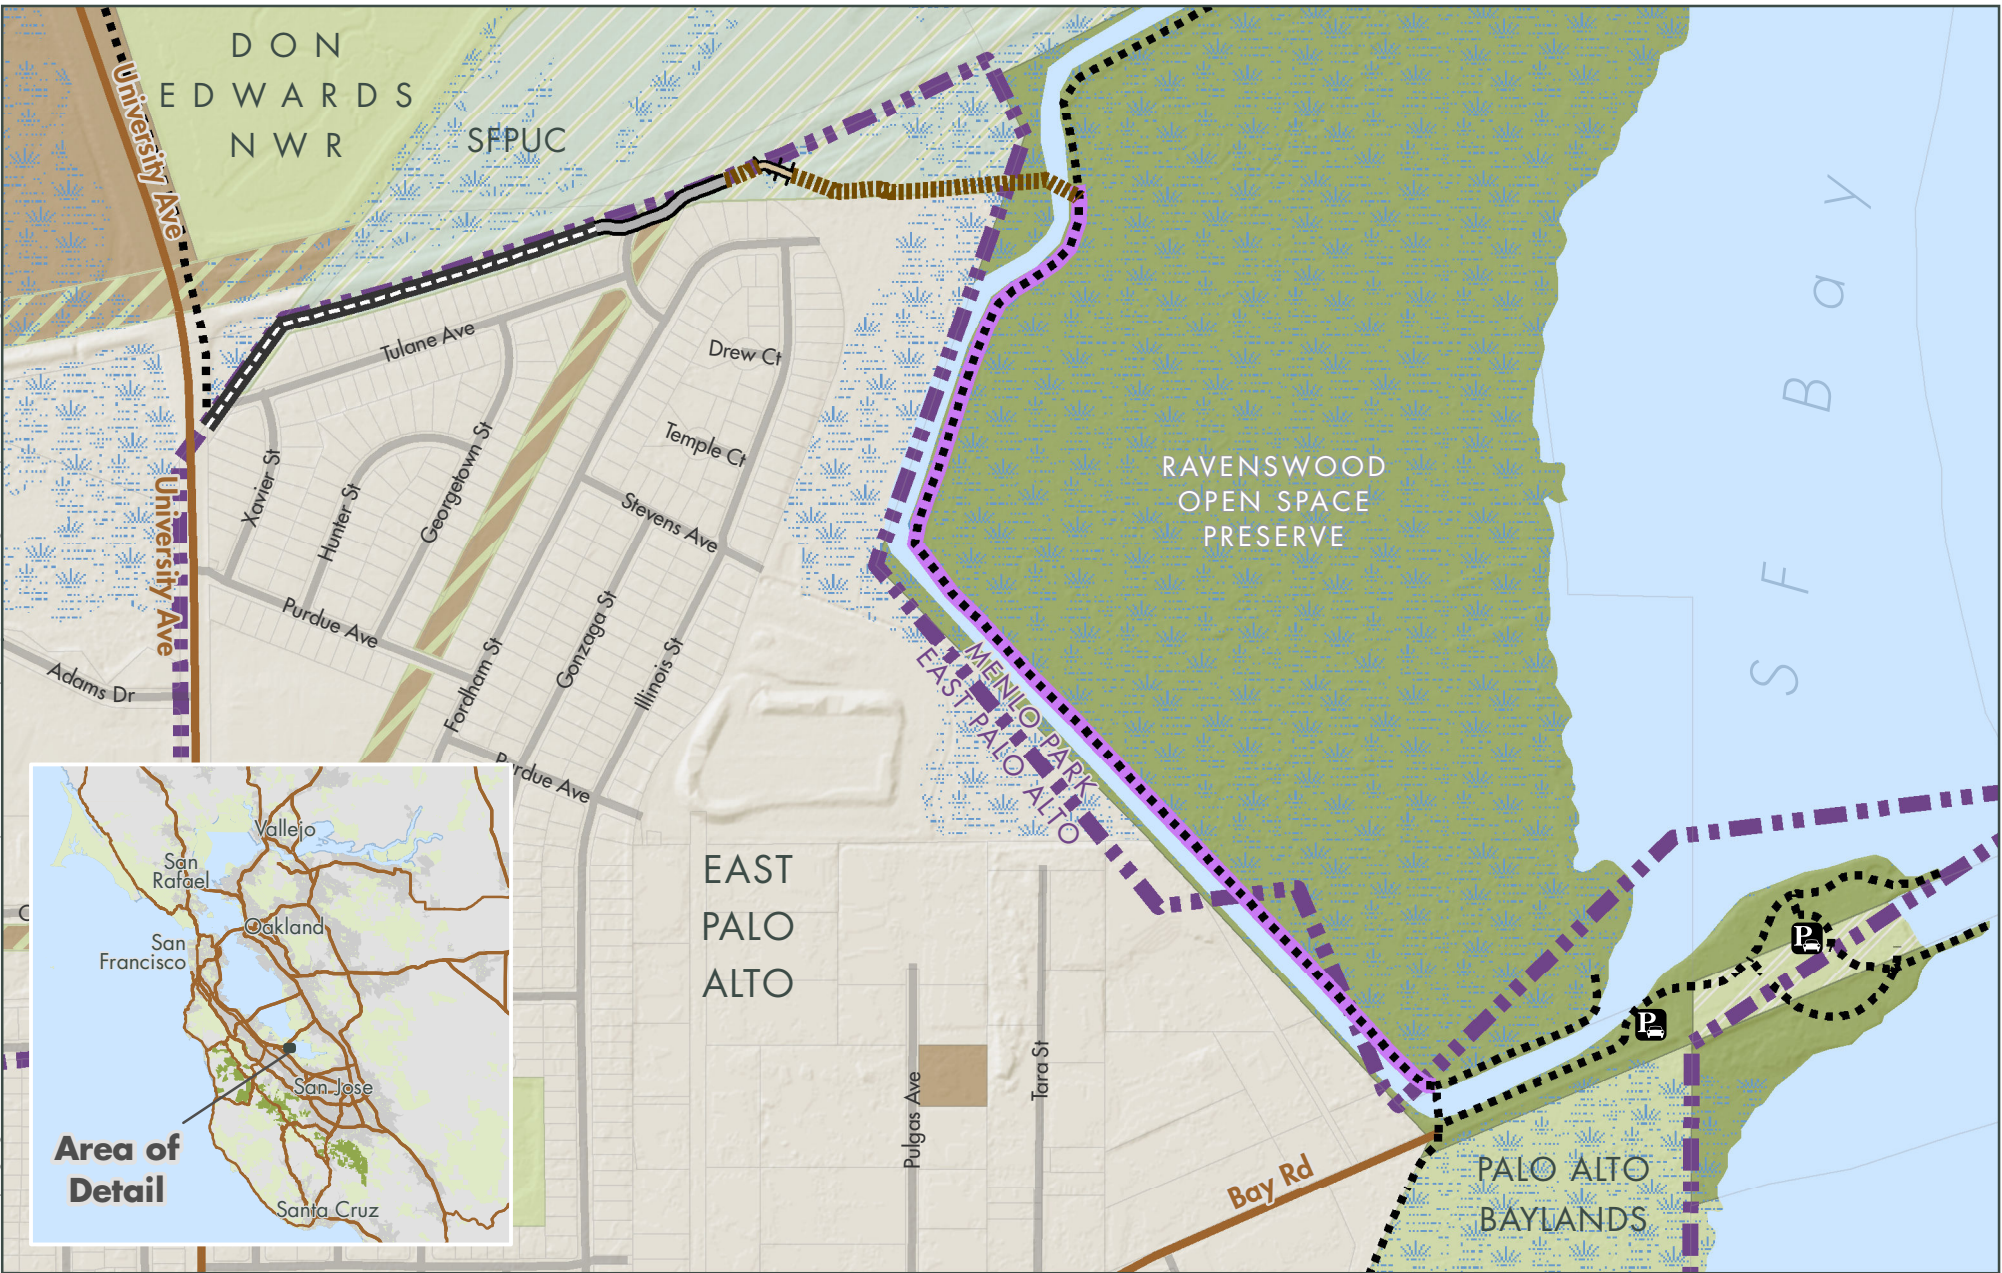 DON
EDWARDS
NWR
SFPUC
University Ave
University Ave
Tulane Ave
Drew Ct
Temple Ct
Stevens Ave
Xavier St
Hunter St
Georgetown St
Purdue Ave
Adams Dr
Fordham St
Gonzaga St
Illinois St
Purdue Ave
RAVENSWOOD
OPEN SPACE
PRESERVE
SF Bay
MENLO PARK
EAST PALO ALTO
EAST
PALO
ALTO
Pulgas Ave
Tara St
Bay Rd
P
P
PALO ALTO
BAYLANDS
Vallejo
San
Rafael
Oakland
San
Francisco
San Jose
Santa Cruz
Area of
Detail